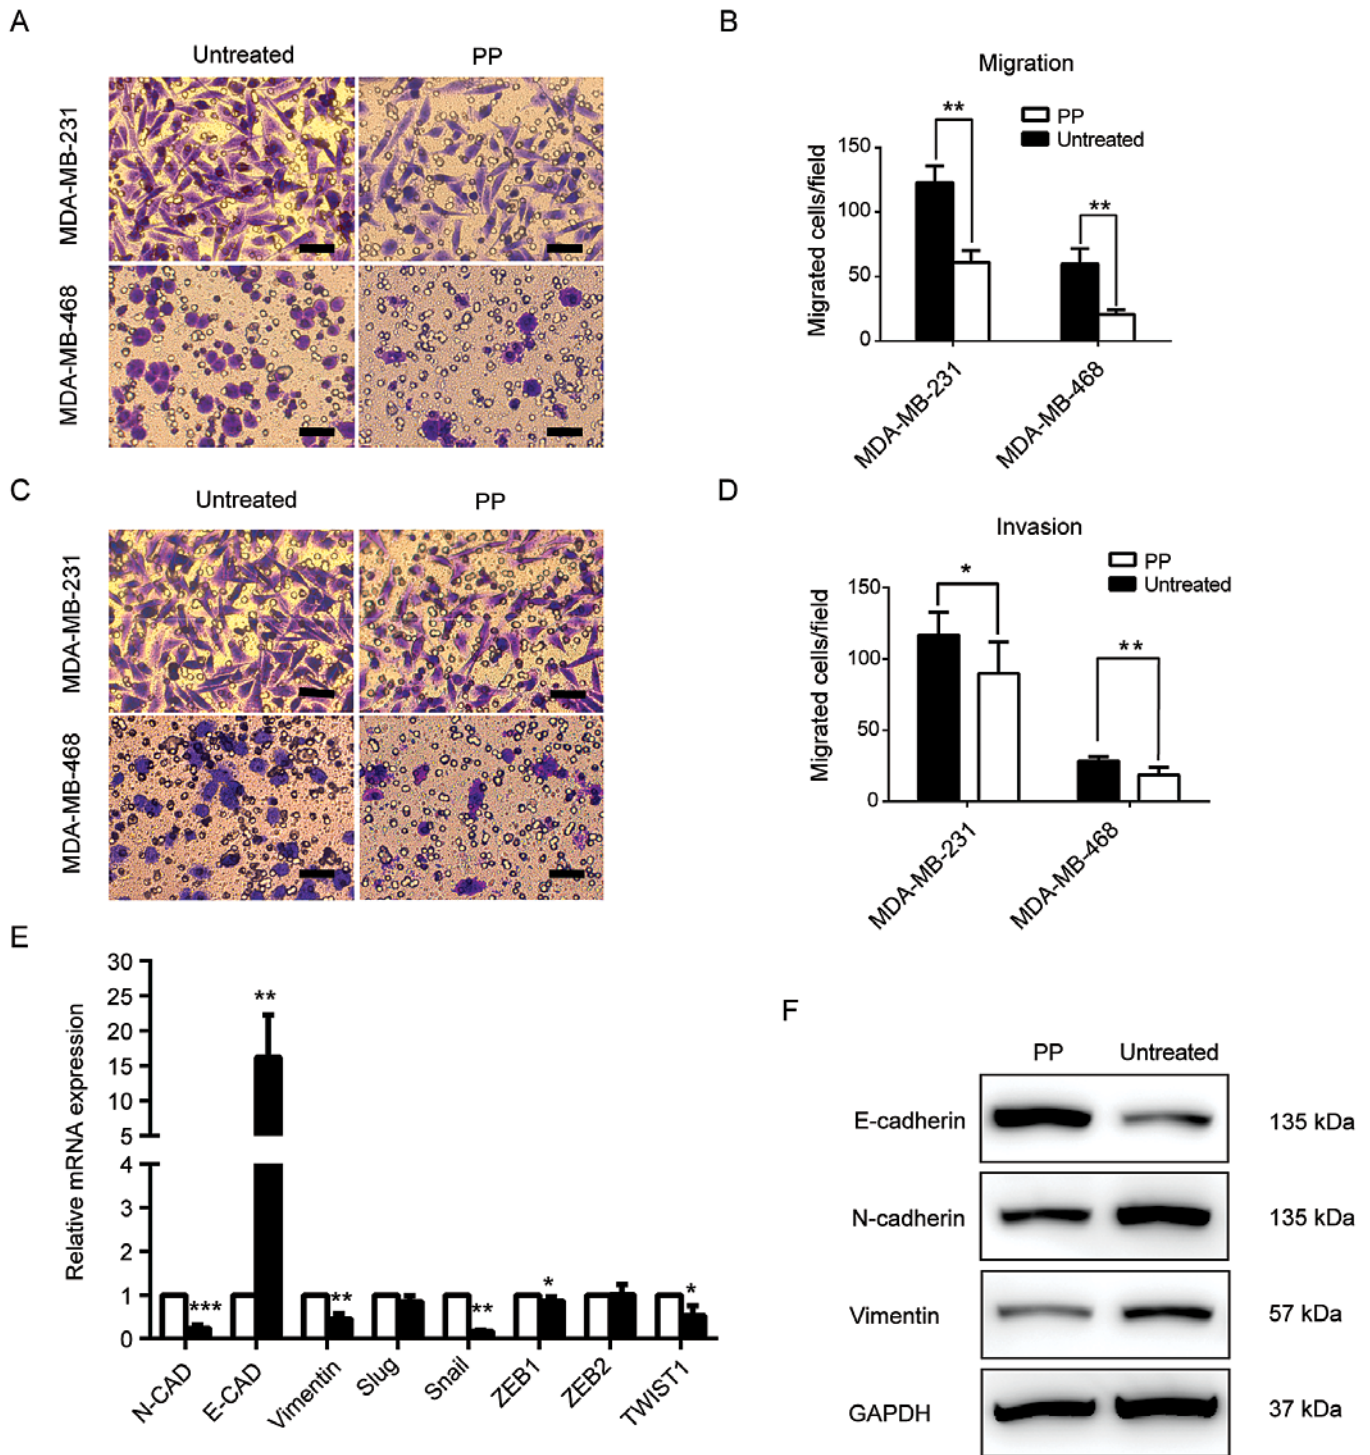 A
Untreated
PP
MDA-MB-231
MDA-MB-468
B
Migration
**
PP
Untreated
**
Migrated cells/field
150
100
50
0
MDA-MB-231
MDA-MB-468
C
Untreated
PP
MDA-MB-231
MDA-MB-468
D
Invasion
PP
Untreated
*
**
Migrated cells/field
150
100
50
0
MDA-MB-231
MDA-MB-468
E
Relative mRNA expression
30
25
20
15
10
5
4
3
2
1
0
***
**
**
**
*
*
N-CAD
E-CAD
Vimentin
Slug
Snail
ZEB1
ZEB2
TWIST1
F
PP
Untreated
E-cadherin
135 kDa
N-cadherin
135 kDa
Vimentin
57 kDa
GAPDH
37 kDa